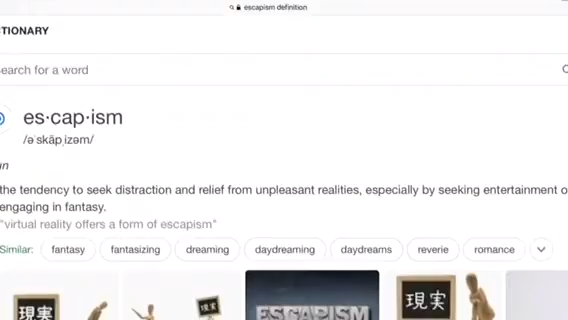 escapism definition
CTIONARY
earch for a word
es·cap·ism
/əˈskāpˌizəm/
un
the tendency to seek distraction and relief from unpleasant realities, especially by seeking entertainment o
engaging in fantasy.
"virtual reality offers a form of escapism"
Similar: fantasy fantasizing dreaming daydreaming daydreams reverie romance
現実 現実 ESCAPISM 現実